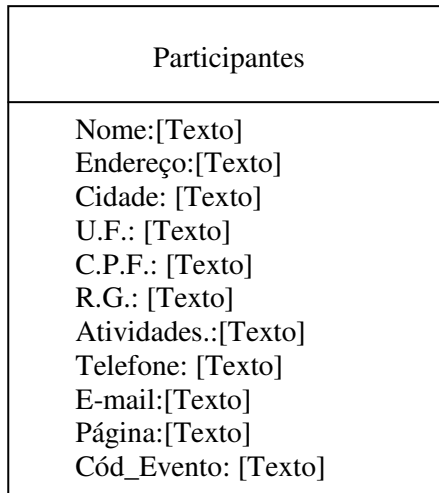 Participantes
Nome:[Texto]
Endereço:[Texto]
Cidade: [Texto]
U.F.: [Texto]
C.P.F.: [Texto]
R.G.: [Texto]
Atividades.:[Texto]
Telefone: [Texto]
E-mail:[Texto]
Página:[Texto]
Cód_Evento: [Texto]